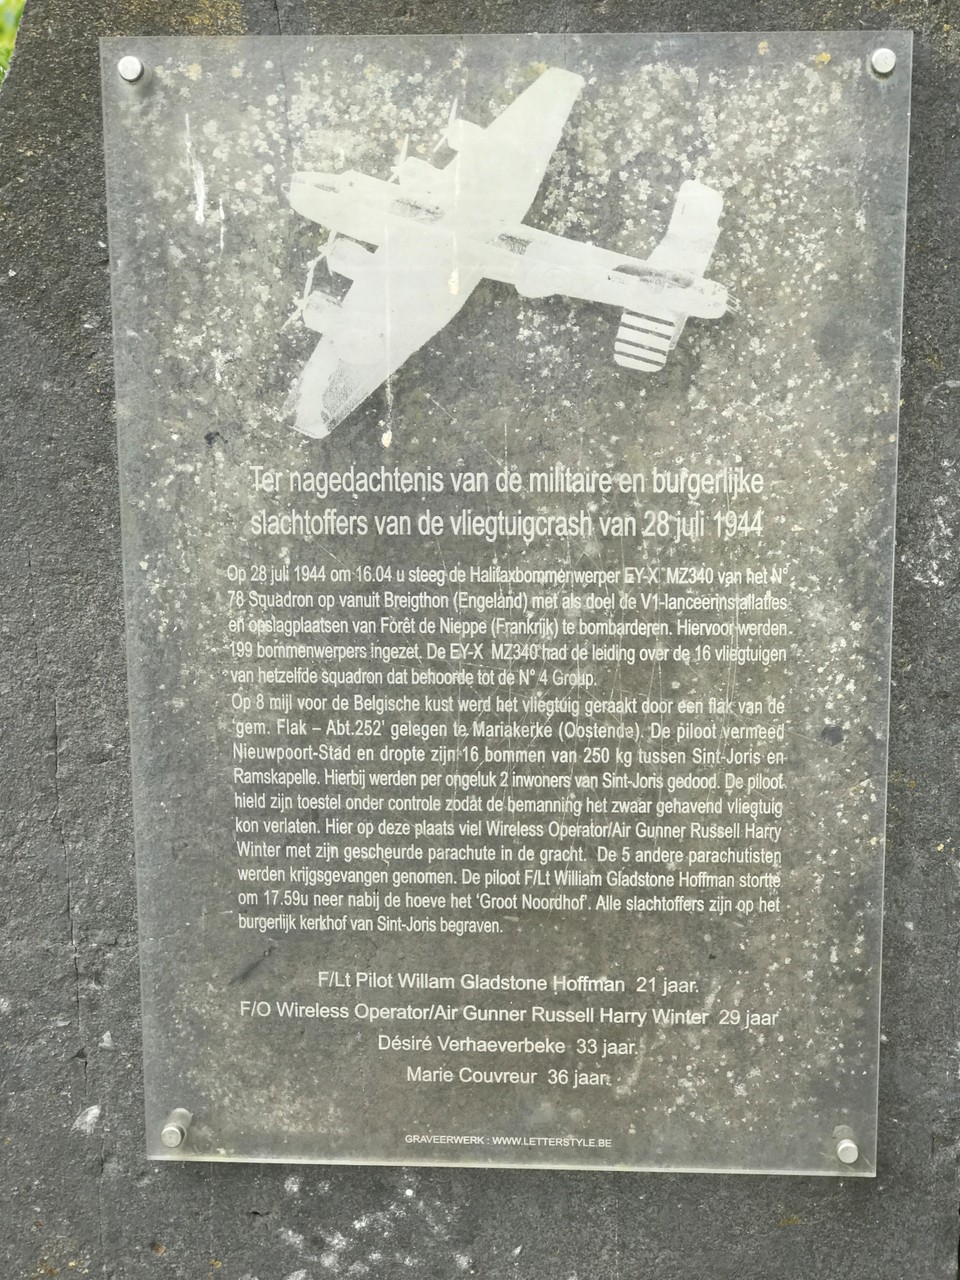 Ter nagedachtenis van de militaire en burgerlijke
slachtoffers van de vliegtuigcrash van 28 juli 1944
Op 28 juli 1944 om 16.04 u steeg de Halifaxbommenwerper EY-X MZ340 van het N°
78 Squadron op vanuit Breigthon (Engeland) met als doel de V1-lanceerinstallaties
en opslagplaatsen van Forêt de Nieppe (Frankrijk) te bombarderen. Hiervoor werden
199 bommenwerpers ingezet. De EY-X MZ340 had de leiding over de 16 vliegtuigen
van hetzelfde squadron dat behoorde tot de N° 4 Group.
Op 8 mijl voor de Belgische kust werd het vliegtuig geraakt door een flak van de
'gem. Flak – Abt.252' gelegen te Mariakerke (Oostende). De piloot vermeed
Nieuwpoort-Stad en dropte zijn 16 bommen van 250 kg tussen Sint-Joris en
Ramskapelle. Hierbij werden per ongeluk 2 inwoners van Sint-Joris gedood. De piloot
hield zijn toestel onder controle zodat de bemanning het zwaar gehavend vliegtuig
kon verlaten. Hier op deze plaats viel Wireless Operator/Air Gunner Russell Harry
Winter met zijn gescheurde parachute in de gracht. De 5 andere parachutisten
werden krijgsgevangen genomen. De piloot F/Lt William Gladstone Hoffman stortte
om 17.59u neer nabij de hoeve het 'Groot Noordhof'. Alle slachtoffers zijn op het
burgerlijk kerkhof van Sint-Joris begraven.
F/Lt Pilot Willam Gladstone Hoffman 21 jaar.
F/O Wireless Operator/Air Gunner Russell Harry Winter 29 jaar
Désiré Verhaeverbeke 33 jaar.
Marie Couvreur 36 jaar.
GRAVEERWERK : WWW.LETTERSTYLE.BE